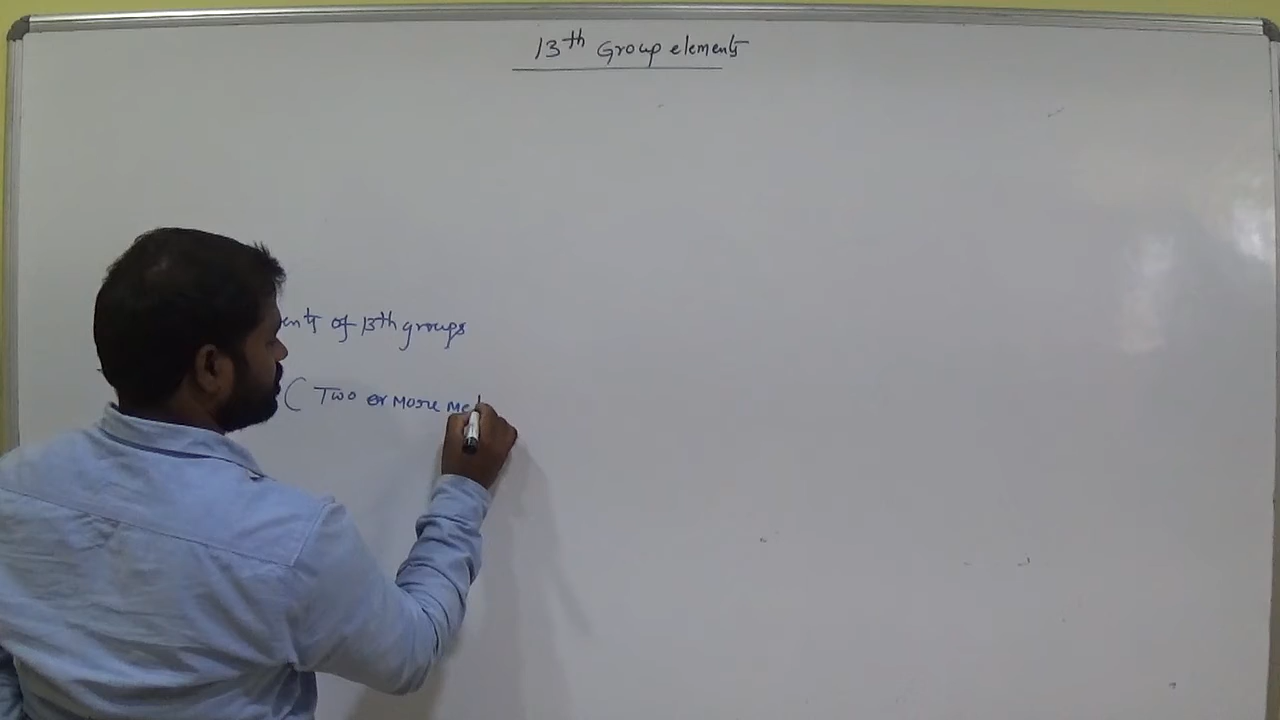 13th Group elements
of 13th groups
( Two or more